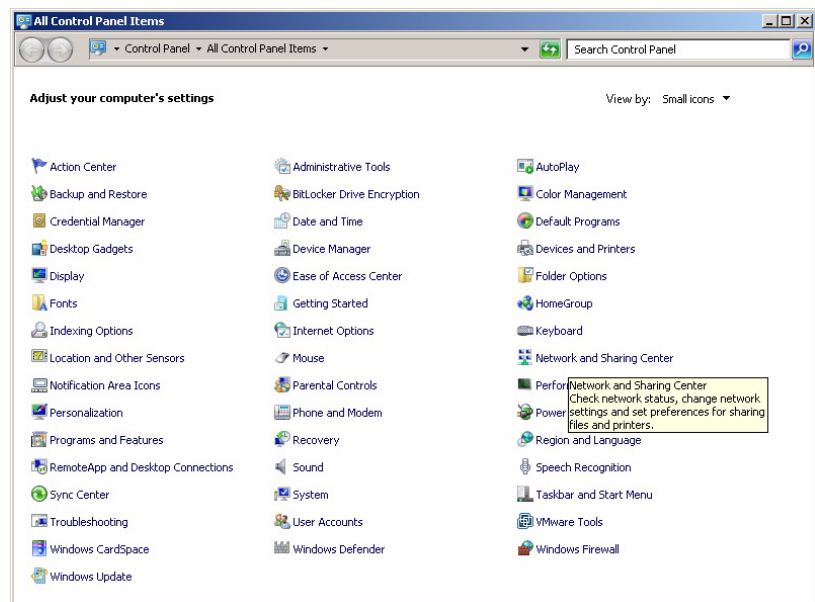 All Control Panel Items
Control Panel All Control Panel Items Search Control Panel
Adjust your computer's settings View by: Small icons
Action Center Administrative Tools AutoPlay
Backup and Restore BitLocker Drive Encryption Color Management
Credential Manager Date and Time Default Programs
Desktop Gadgets Device Manager Devices and Printers
Display Ease of Access Center Folder Options
Fonts Getting Started HomeGroup
Indexing Options Internet Options Keyboard
Location and Other Sensors Mouse Network and Sharing Center
Notification Area Icons Parental Controls Network and Sharing Center
Check network status, change network
Personalization Phone and Modem Power settings and set preferences for sharing
files and printers.
Programs and Features Recovery Region and Language
RemoteApp and Desktop Connections Sound Speech Recognition
Sync Center System Taskbar and Start Menu
Troubleshooting User Accounts VMware Tools
Windows CardSpace Windows Defender Windows Firewall
Windows Update